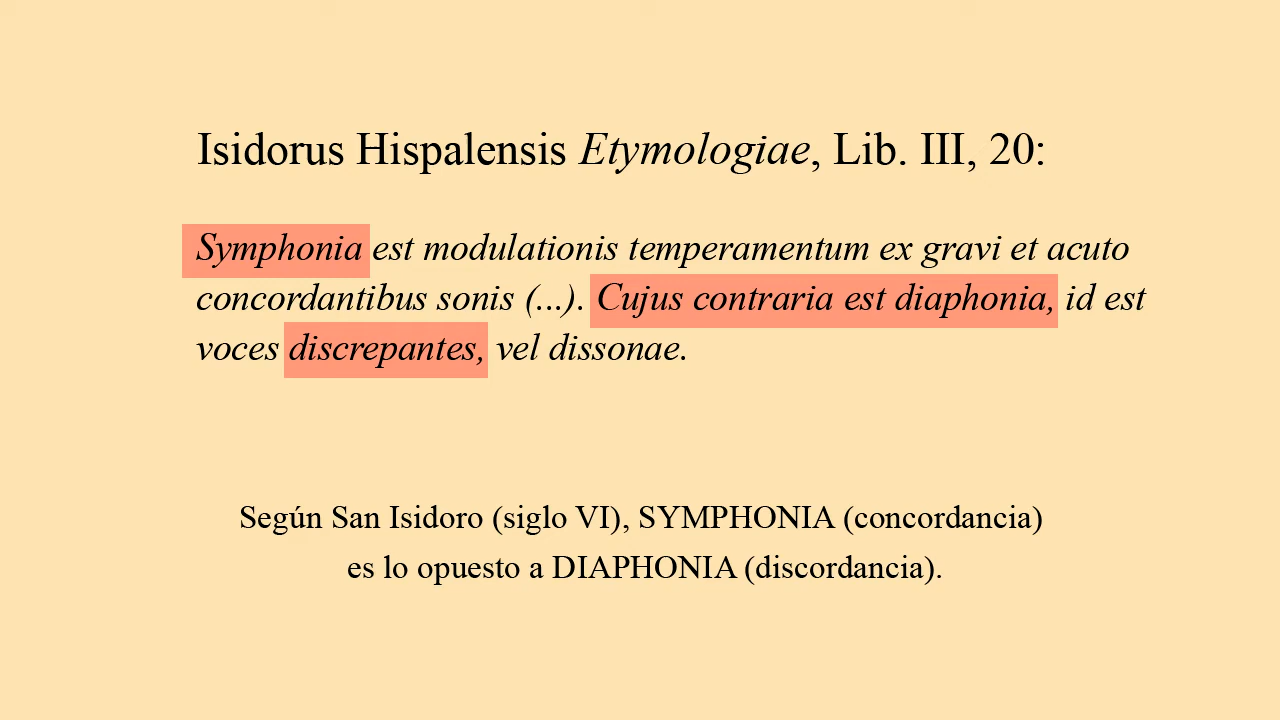 Isidorus Hispalensis Etymologiae, Lib. III, 20:
Symphonia est modulationis temperamentum ex gravi et acuto
concordantibus sonis (...). Cujus contraria est diaphonia, id est
voces discrepantes, vel dissonae.
Según San Isidoro (siglo VI), SYMPHONIA (concordancia)
es lo opuesto a DIAPHONIA (discordancia).